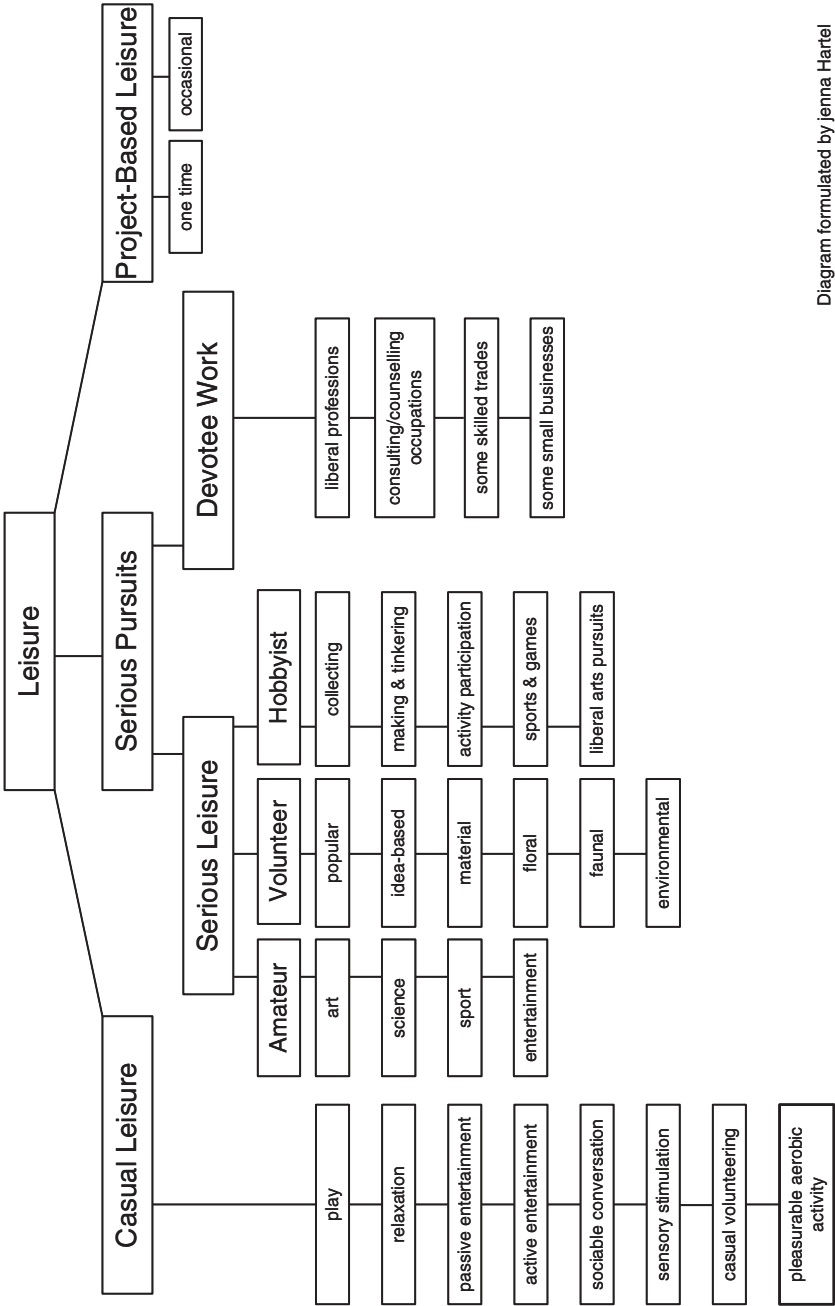 Leisure
Casual Leisure
Serious Pursuits
Project-Based Leisure
one time
occasional
Serious Leisure
Devotee Work
Amateur
Volunteer
Hobbyist
play
relaxation
passive entertainment
active entertainment
sociable conversation
sensory stimulation
casual volunteering
pleasurable aerobic
activity
art
science
sport
entertainment
popular
idea-based
material
floral
faunal
environmental
collecting
making & tinkering
activity participation
sports & games
liberal arts pursuits
liberal professions
consulting/counselling
occupations
some skilled trades
some small businesses
Diagram formulated by jenna Hartel